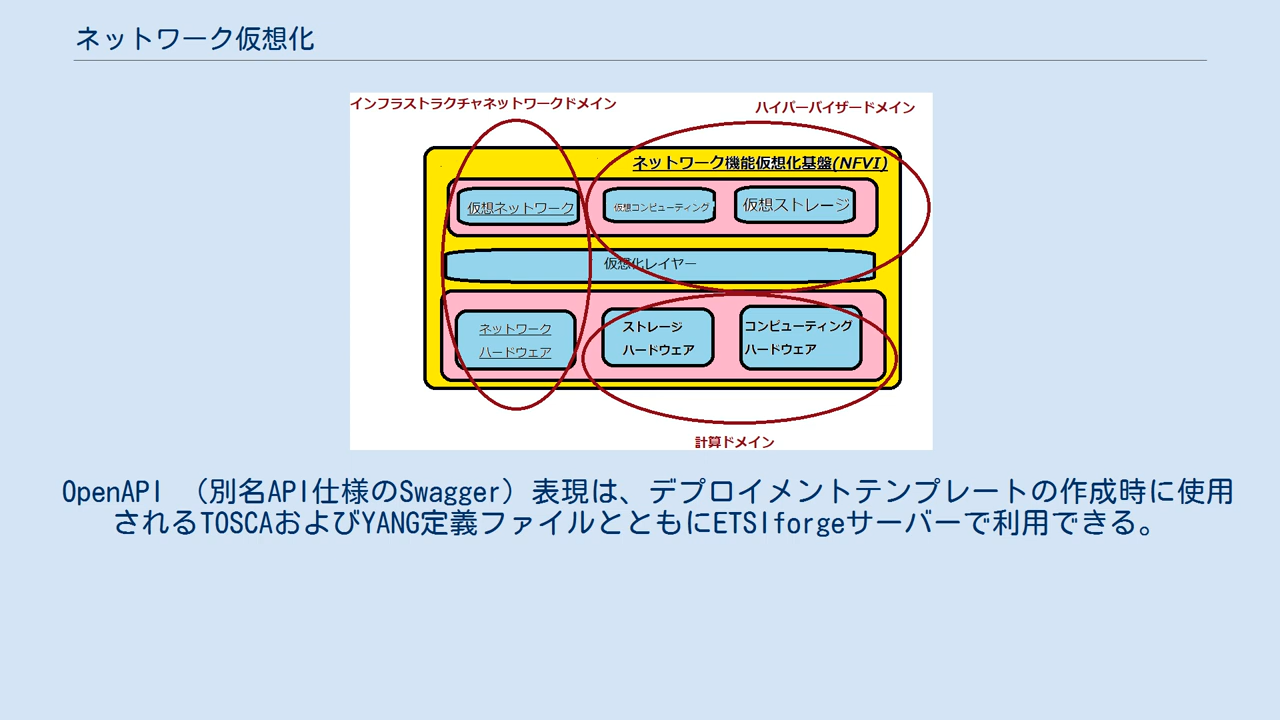 ネットワーク仮想化
インフラストラクチャネットワークドメイン
ハイパーバイザードメイン
ネットワーク機能仮想化基盤(NFVI)
仮想ネットワーク
仮想コンピューティング
仮想ストレージ
仮想化レイヤー
ネットワーク
ハードウェア
ストレージ
ハードウェア
コンピューティング
ハードウェア
計算ドメイン
OpenAPI （別名API仕様のSwagger）表現は、デプロイメントテンプレートの作成時に使用
されるTOSCAおよびYANG定義ファイルとともにETSIforgeサーバーで利用できる。